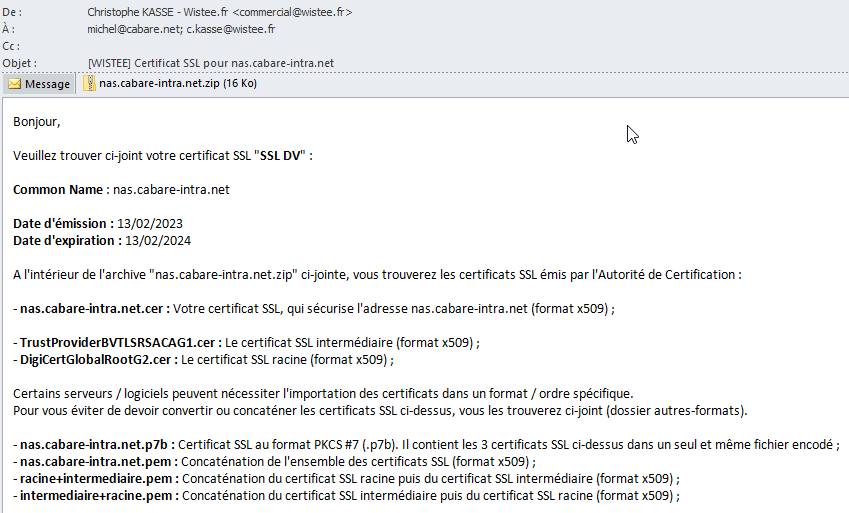 De : Christophe KASSE - Wistee.fr <commercial@wistee.fr>
À : michel@cabare.net; c.kasse@wistee.fr
Cc :
Objet : [WISTEE] Certificat SSL pour nas.cabare-intra.net
Message nas.cabare-intra.net.zip (16 Ko)
Bonjour,
Veuillez trouver ci-joint votre certificat SSL "SSL DV" :
Common Name : nas.cabare-intra.net
Date d'émission : 13/02/2023
Date d'expiration : 13/02/2024
A l'intérieur de l'archive "nas.cabare-intra.net.zip" ci-jointe, vous trouverez les certificats SSL émis par l'Autorité de Certification :
- nas.cabare-intra.net.cer : Votre certificat SSL, qui sécurise l'adresse nas.cabare-intra.net (format x509) ;
- TrustProviderBVTLSRSACAG1.cer : Le certificat SSL intermédiaire (format x509) ;
- DigiCertGlobalRootG2.cer : Le certificat SSL racine (format x509) ;
Certains serveurs / logiciels peuvent nécessiter l'importation des certificats dans un format / ordre spécifique.
Pour vous éviter de devoir convertir ou concaténer les certificats SSL ci-dessus, vous les trouverez ci-joint (dossier autres-formats).
- nas.cabare-intra.net.p7b : Certificat SSL au format PKCS #7 (.p7b). Il contient les 3 certificats SSL ci-dessus dans un seul et même fichier encodé ;
- nas.cabare-intra.net.pem : Concaténation de l'ensemble des certificats SSL (format x509) ;
- racine+intermediaire.pem : Concaténation du certificat SSL racine puis du certificat SSL intermédiaire (format x509) ;
- intermediaire+racine.pem : Concaténation du certificat SSL intermédiaire puis du certificat SSL racine (format x509) ;